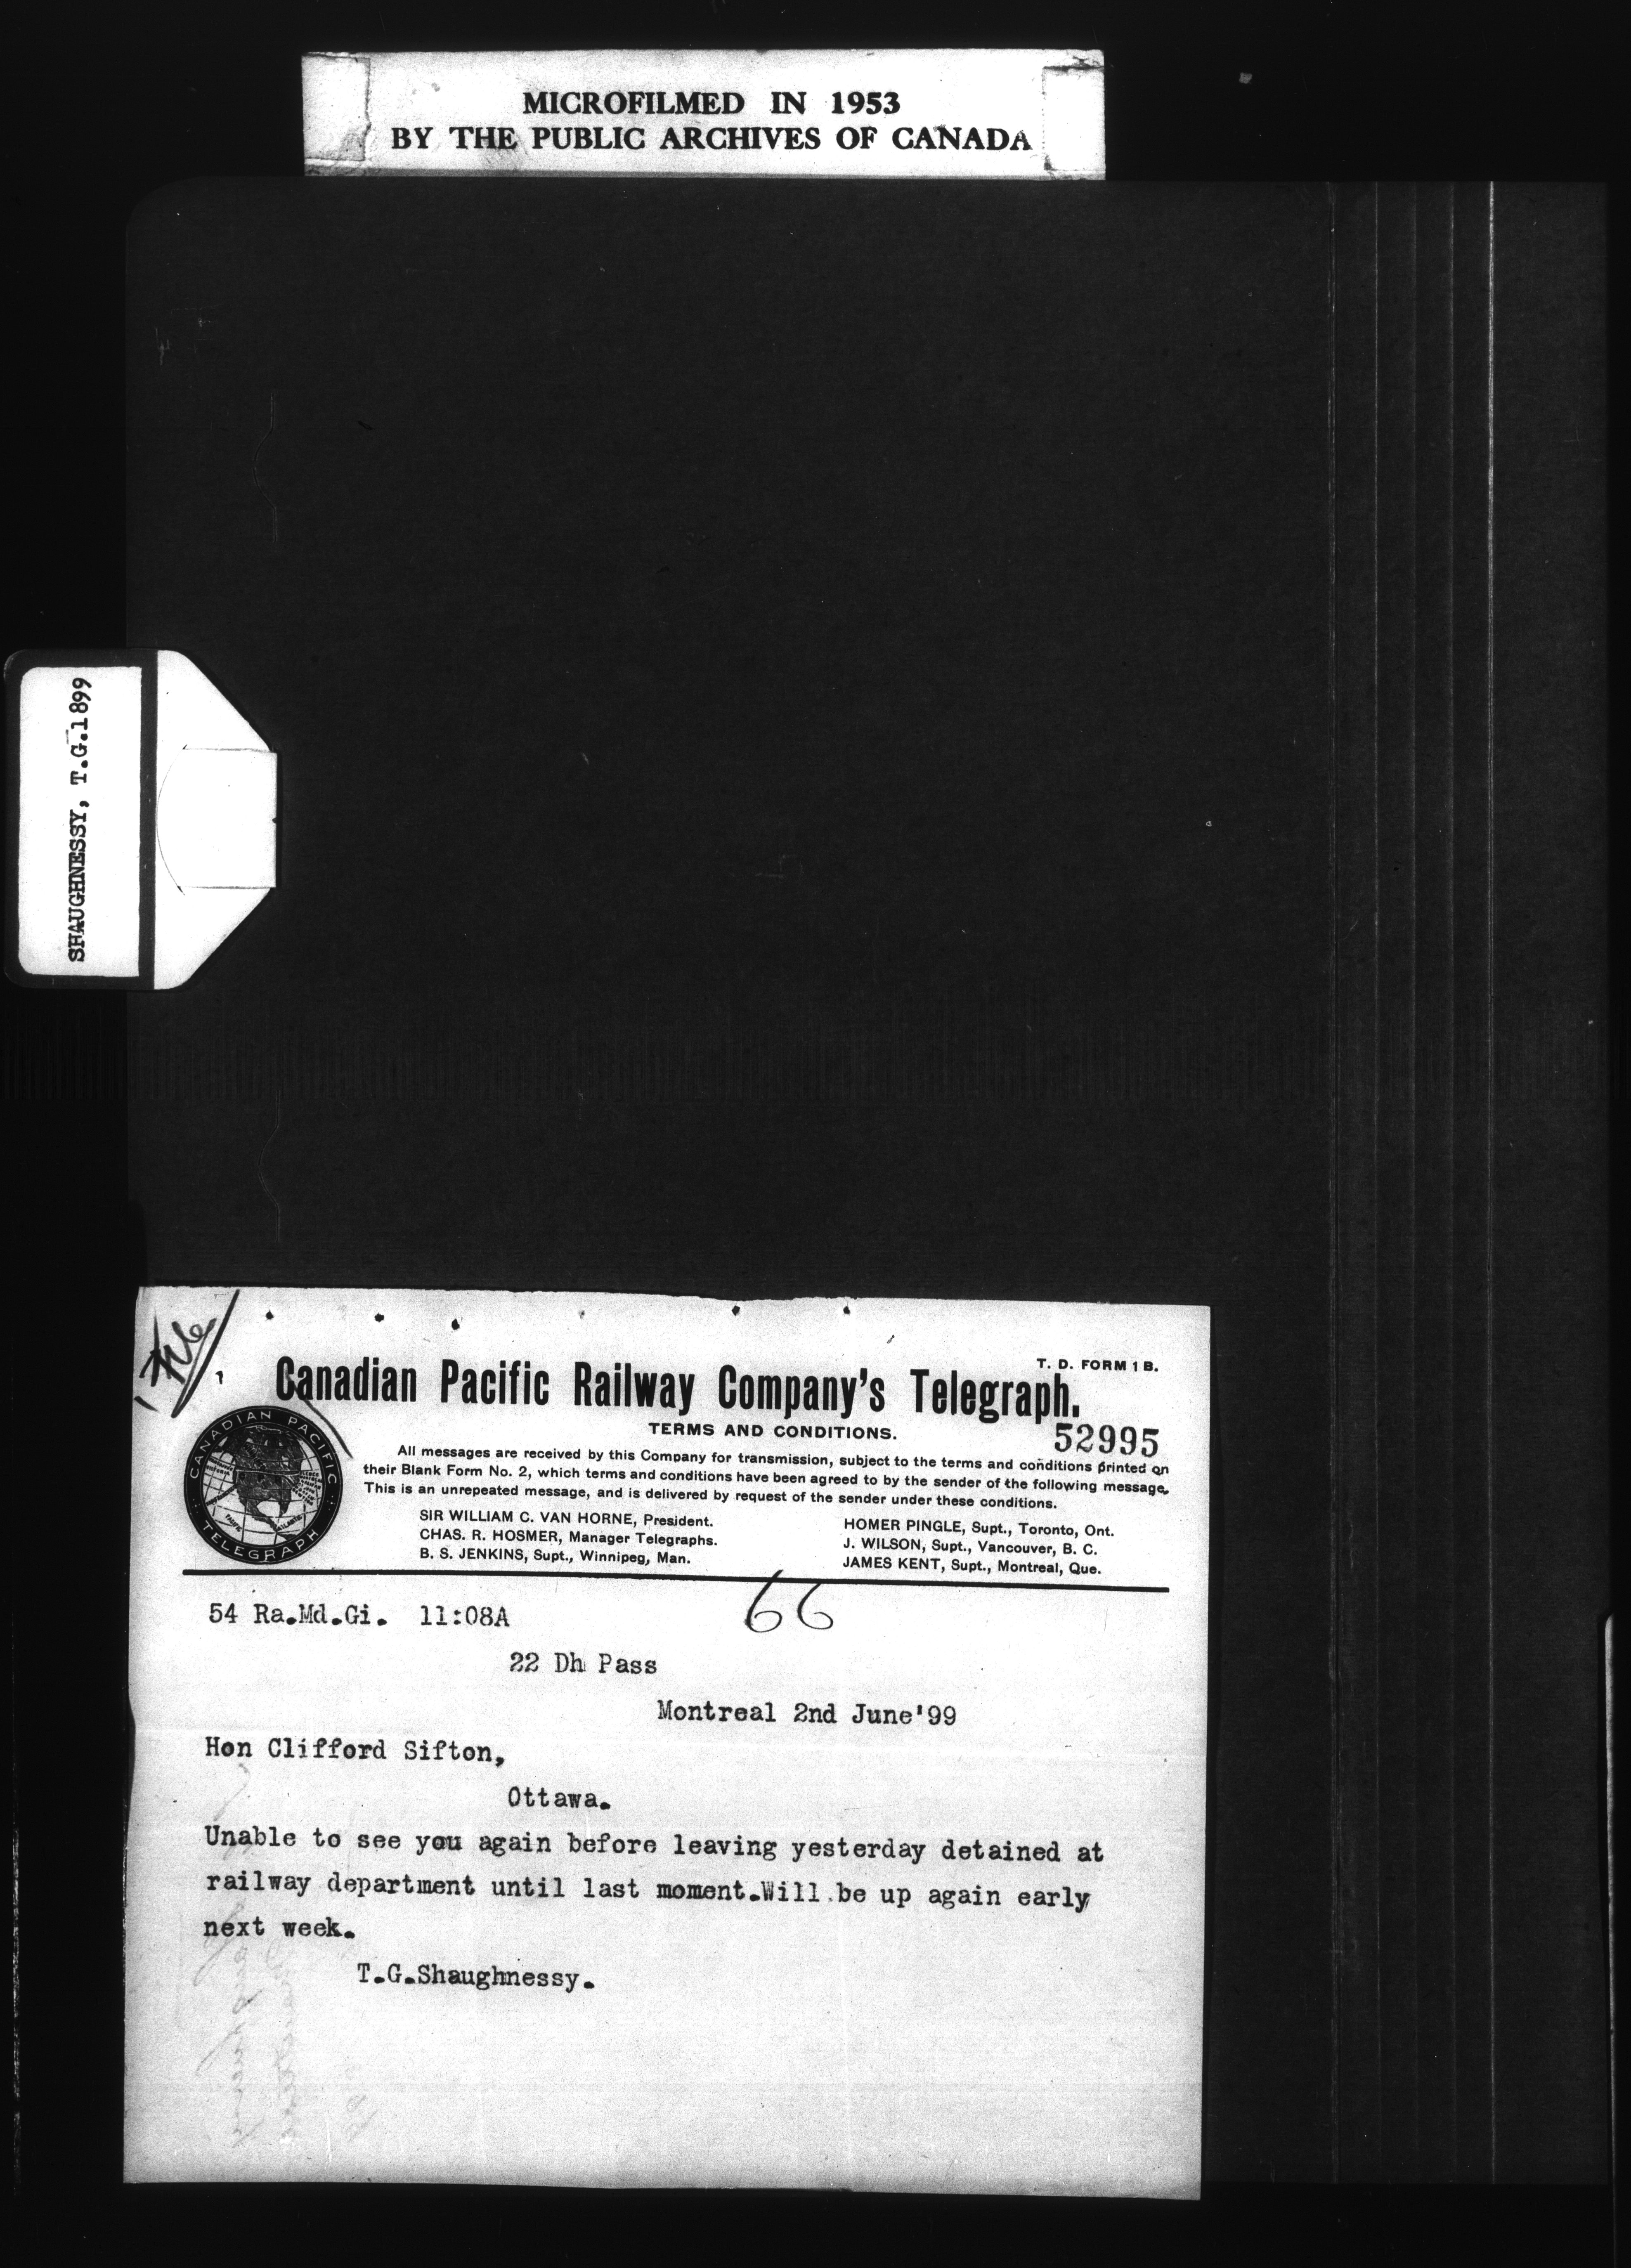 MICROFILMED IN 1953
BY THE PUBLIC ARCHIVES OF CANADA
SHAUGHNESSY, T.G.1899
File
T. D. FORM 1 B.
Canadian Pacific Railway Company's Telegraph.
TERMS AND CONDITIONS.
52995
All messages are received by this Company for transmission, subject to the terms and conditions printed on
their Blank Form No. 2, which terms and conditions have been agreed to by the sender of the following message.
This is an unrepeated message, and is delivered by request of the sender under these conditions.
CANADIAN PACIFIC
TELEGRAPH
SIR WILLIAM C. VAN HORNE, President.
CHAS. R. HOSMER, Manager Telegraphs.
B. S. JENKINS, Supt., Winnipeg, Man.
HOMER PINGLE, Supt., Toronto, Ont.
J. WILSON, Supt., Vancouver, B. C.
JAMES KENT, Supt., Montreal, Que.
66
54 Ra.Md.Gi. 11:08A
22 Dh Pass
Montreal 2nd June'99
Hon Clifford Sifton,
Ottawa.
Unable to see you again before leaving yesterday detained at
railway department until last moment.Will be up again early
next week.
T.G.Shaughnessy.